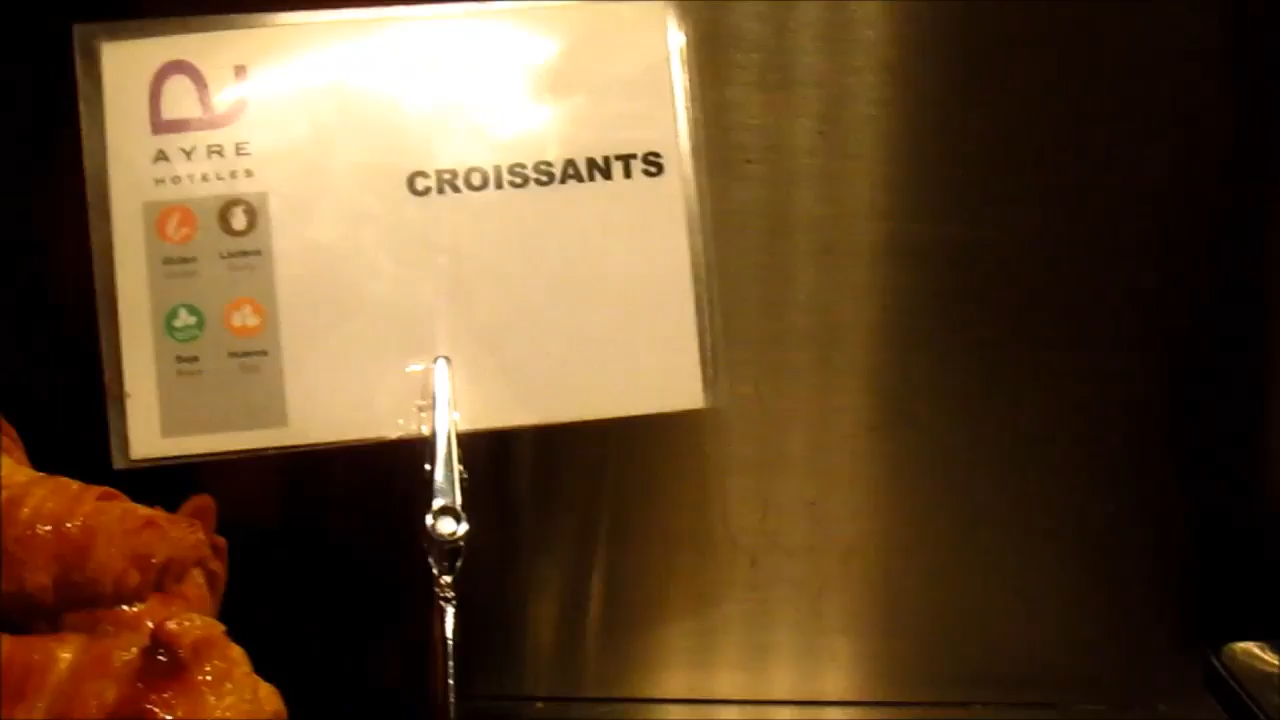 AYRE
HOTELES
CROISSANTS
Gluten
Lácteos
Soja
Huevos